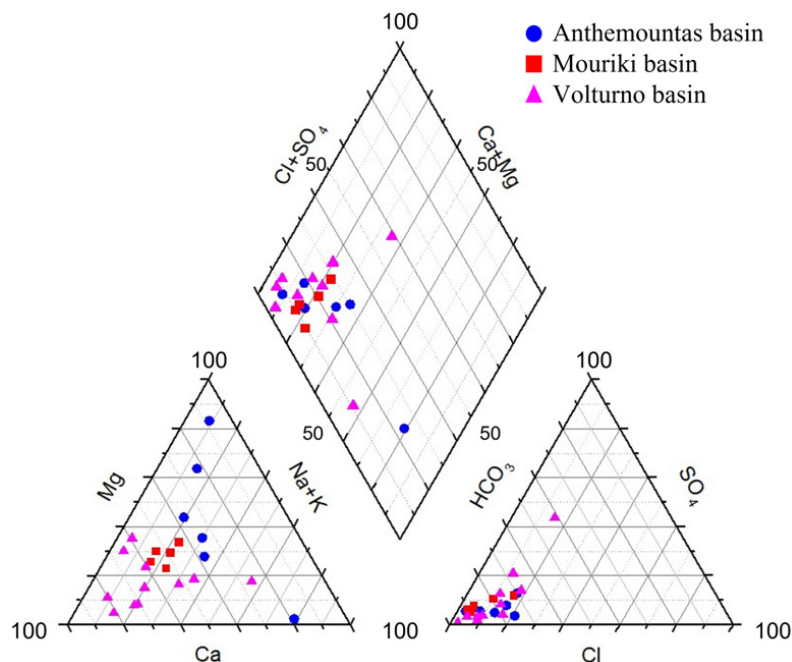 100
Anthemountas basin
Mouriki basin
Volturno basin
Cl+SO₄
50
50
Ca+Mg
100
100
50
50
Mg
Na+K
HCO₃
SO₄
100
100
100
Ca
Cl